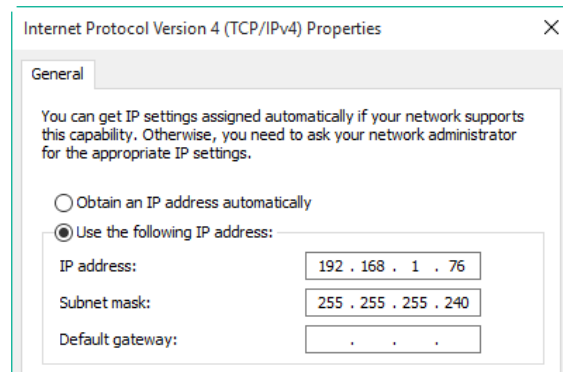 Internet Protocol Version 4 (TCP/IPv4) Properties
General
You can get IP settings assigned automatically if your network supports
this capability. Otherwise, you need to ask your network administrator
for the appropriate IP settings.
Obtain an IP address automatically
Use the following IP address:
IP address: 192 . 168 . 1 . 76
Subnet mask: 255 . 255 . 255 . 240
Default gateway: . . .